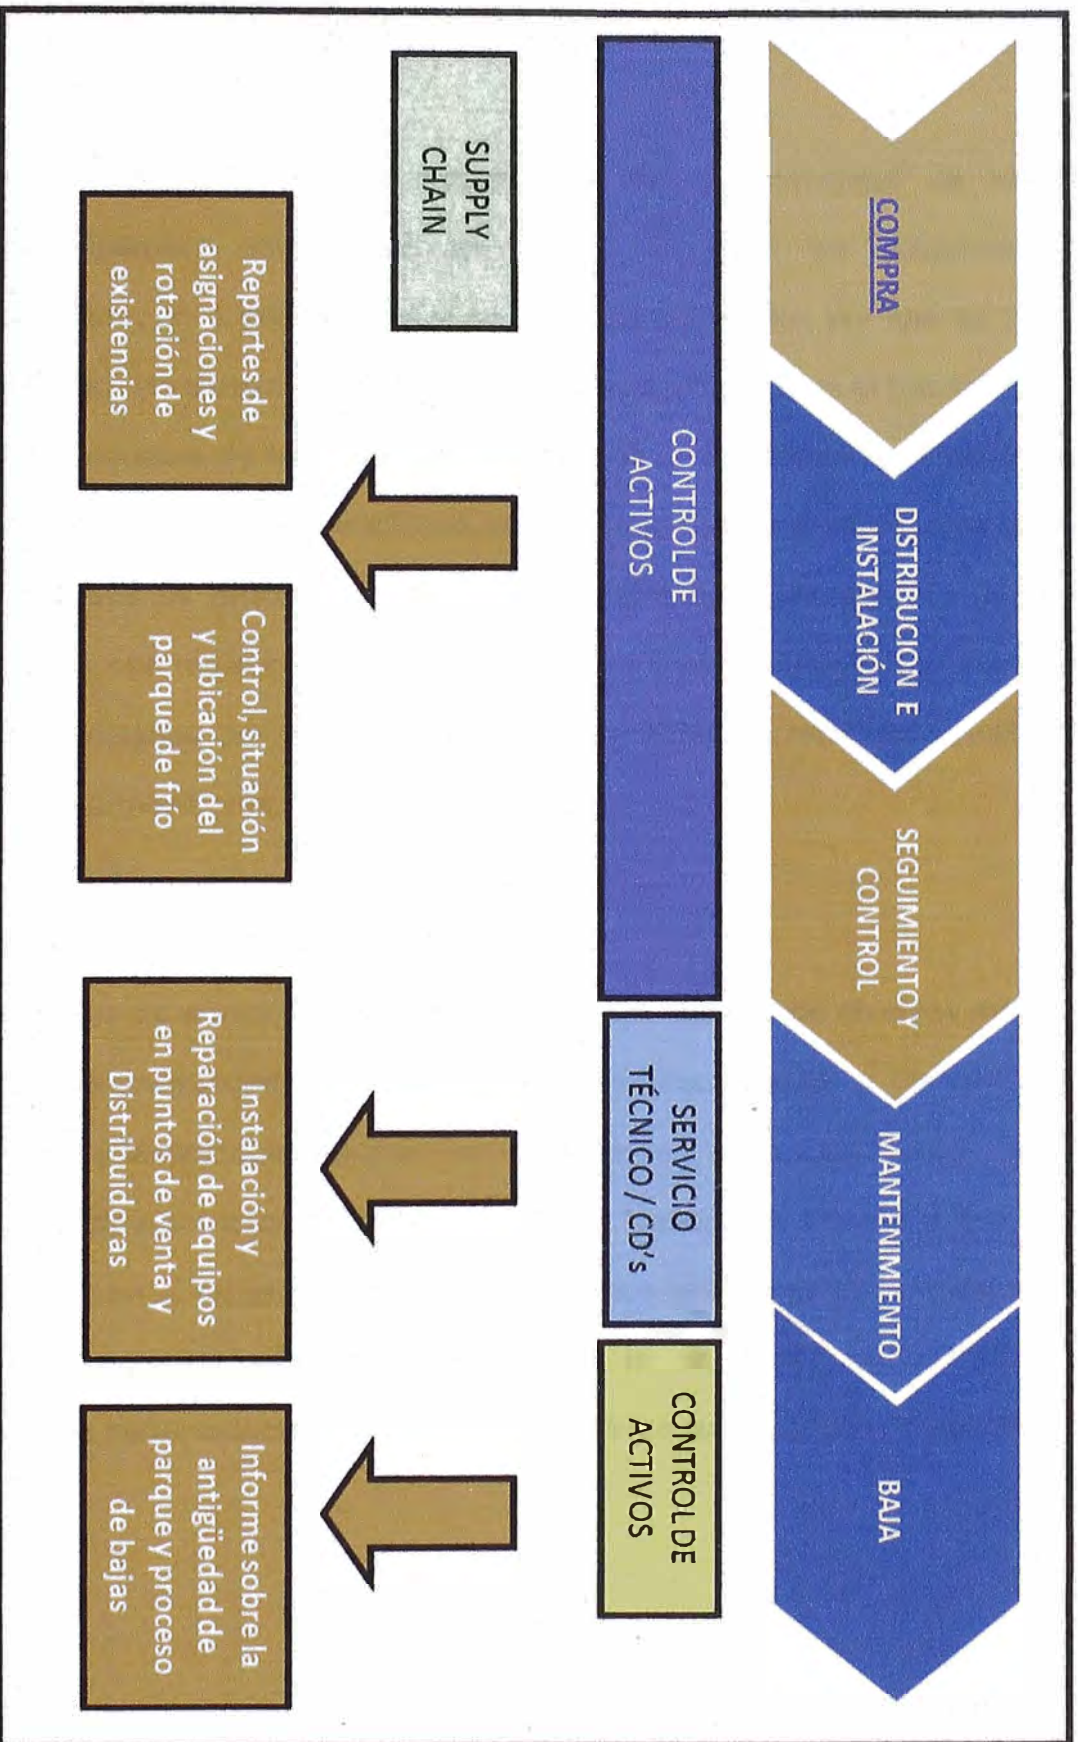 COMPRA
DISTRIBUCION E
INSTALACIÓN
SEGUIMIENTO Y
CONTROL
MANTENIMIENTO
BAJA
CONTROL DE
ACTIVOS
SERVICIO
TÉCNICO / CD's
CONTROL DE
ACTIVOS
SUPPLY
CHAIN
Reportes de
asignaciones y
rotación de
existencias
Control, situación
y ubicación del
parque de frío
Instalación y
Reparación de equipos
en puntos de venta y
Distribuidoras
Informe sobre la
antigüedad de
parque y proceso
de bajas